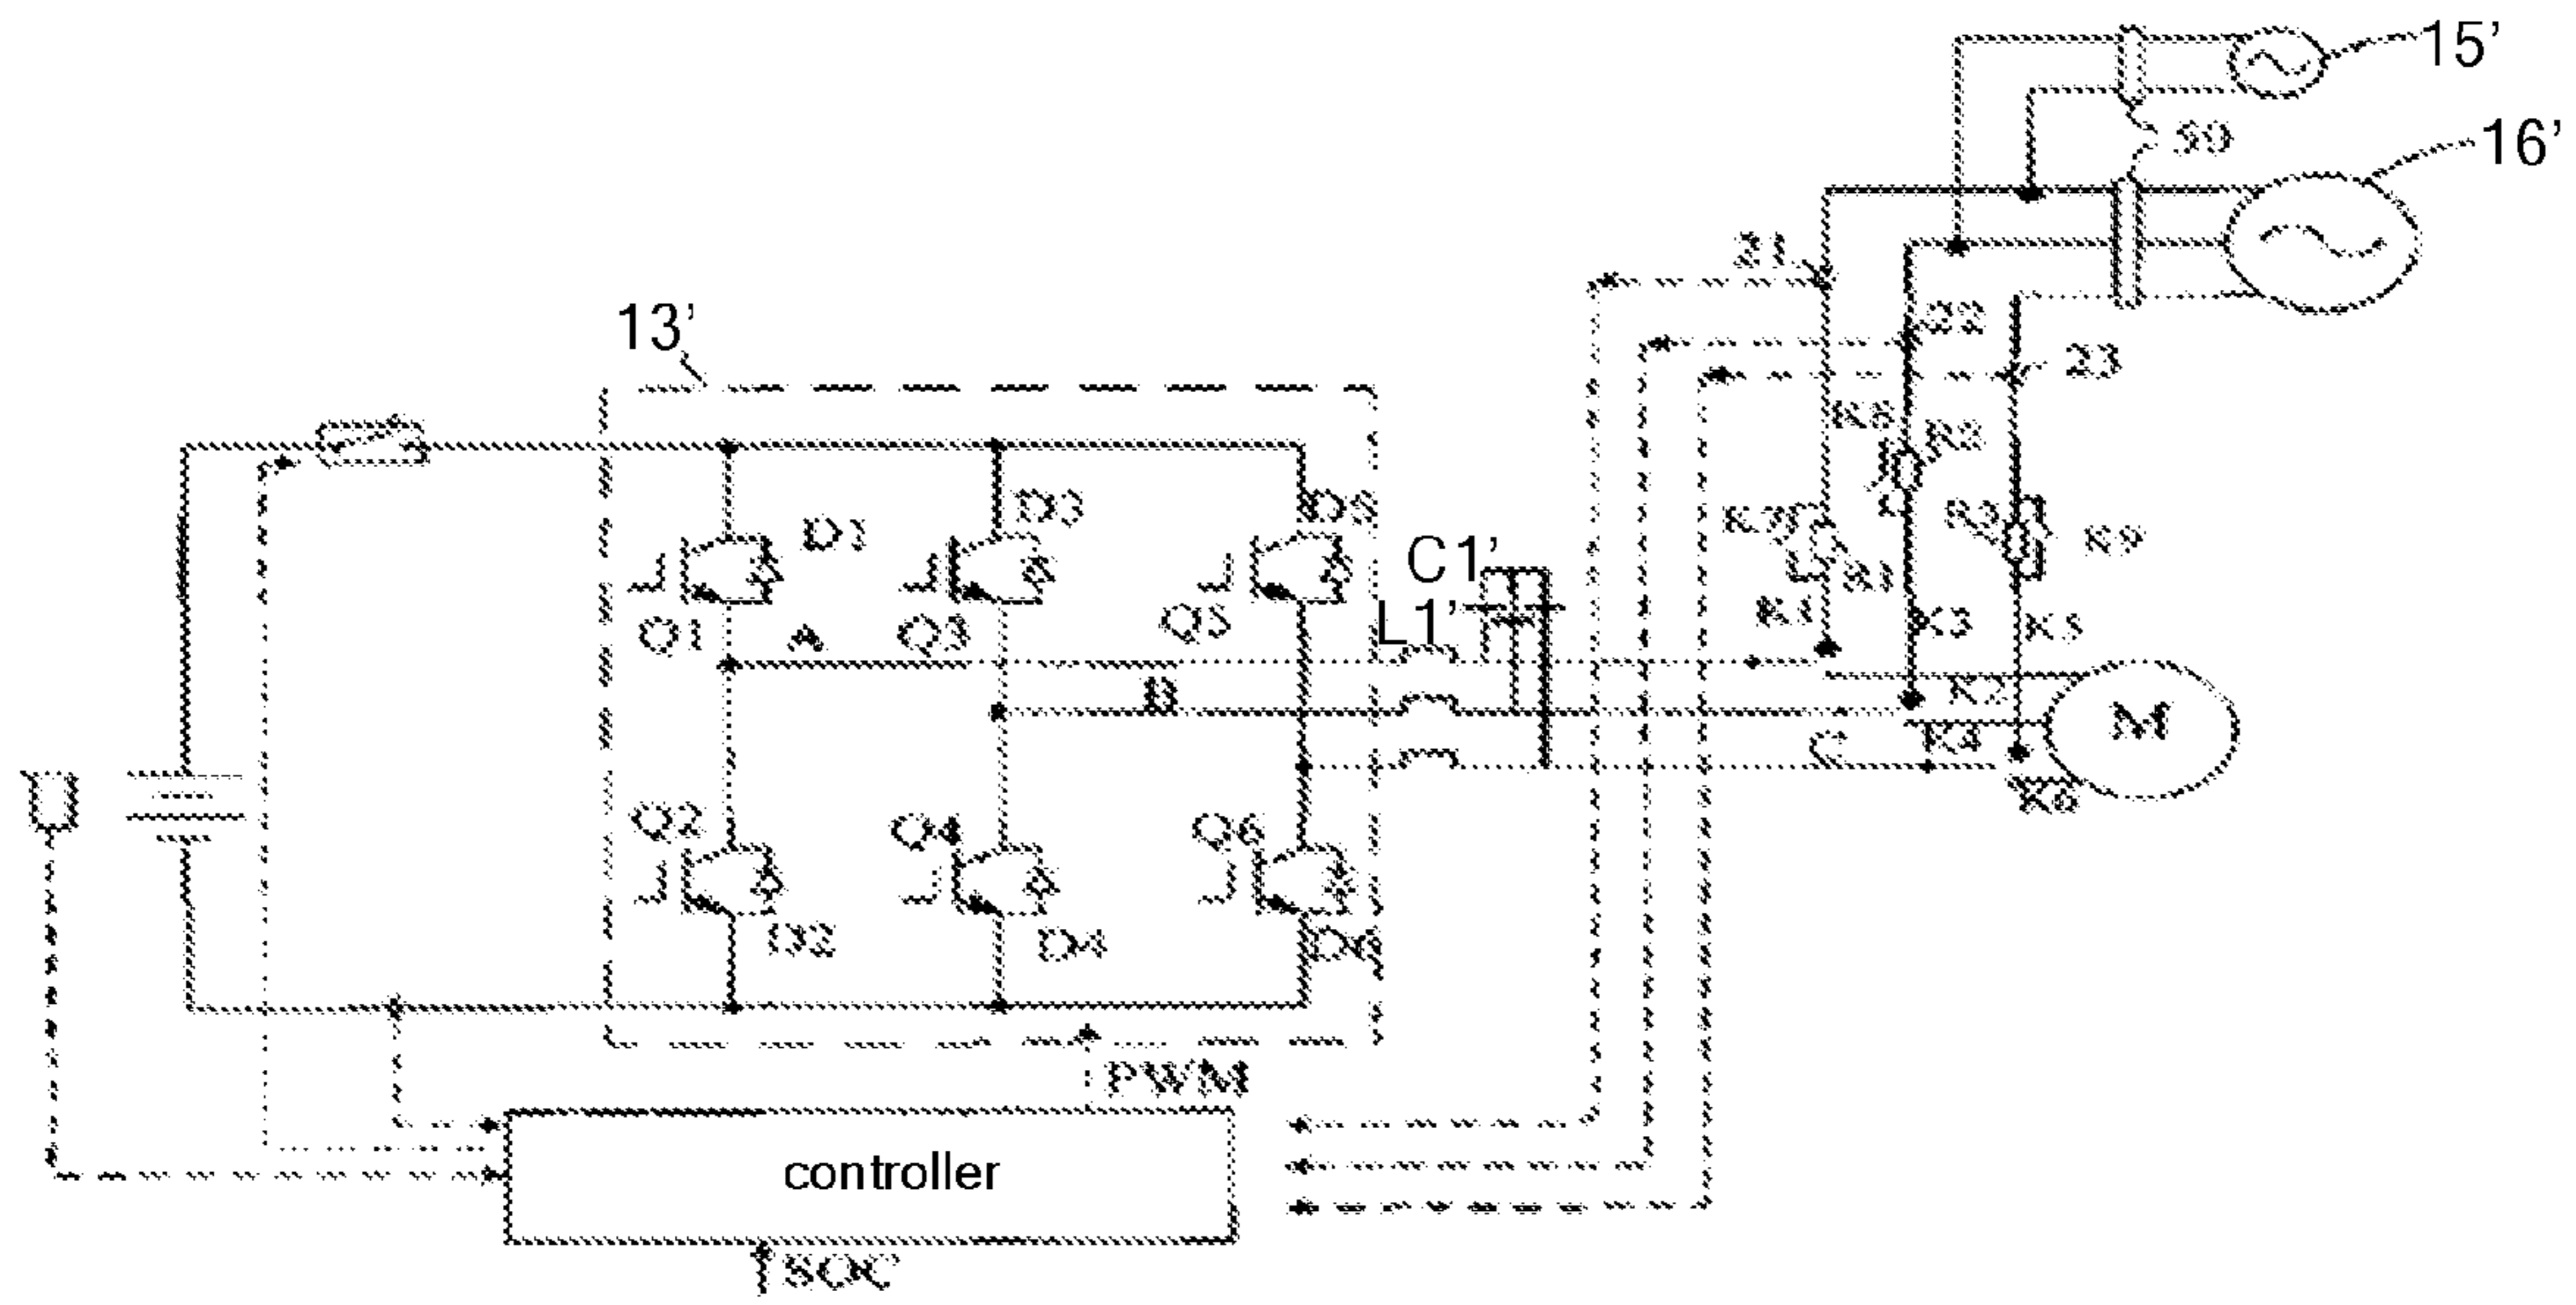 15'
50
16'
21
22
23
13'
K8
R2
D1
D3
D5
K7
R1
R3
K9
C1'
L1'
Q1
A
Q3
Q5
K1
K3
K5
B
K2
M
C
K4
K6
Q2
Q4
Q6
D2
D4
D6
PWM
controller
SOC